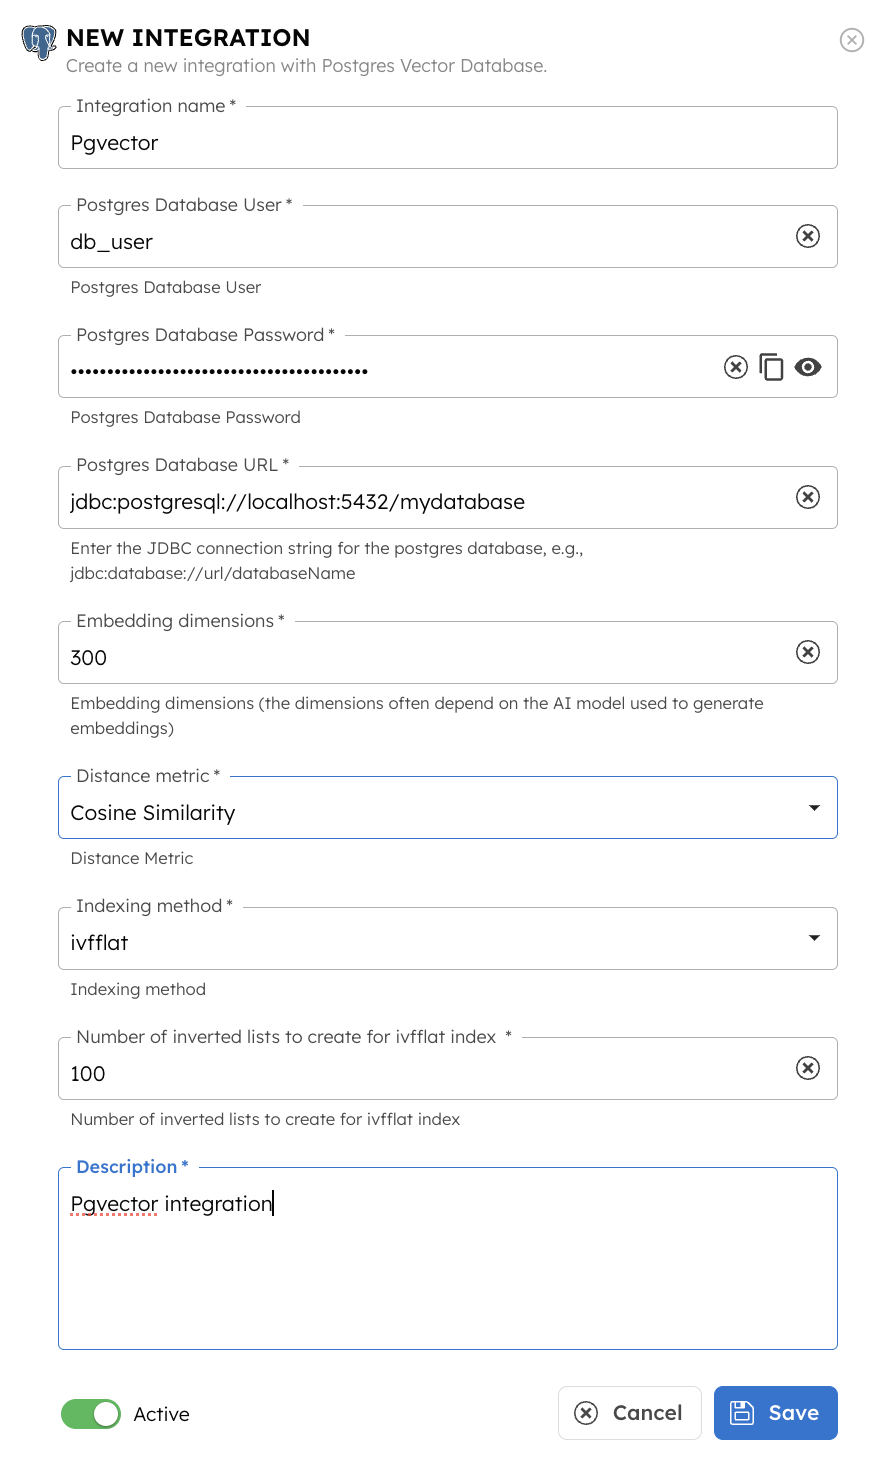 NEW INTEGRATION
Create a new integration with Postgres Vector Database.
Integration name *
Pgvector
Postgres Database User *
db_user
Postgres Database User
Postgres Database Password *
••••••••••••••••••••••••••••••••••••••••
Postgres Database Password
Postgres Database URL *
jdbc:postgresql://localhost:5432/mydatabase
Enter the JDBC connection string for the postgres database, e.g.,
jdbc:database://url/databaseName
Embedding dimensions *
300
Embedding dimensions (the dimensions often depend on the AI model used to generate
embeddings)
Distance metric *
Cosine Similarity
Distance Metric
Indexing method *
ivfflat
Indexing method
Number of inverted lists to create for ivfflat index *
100
Number of inverted lists to create for ivfflat index
Description *
Pgvector integration
Active
Cancel
Save